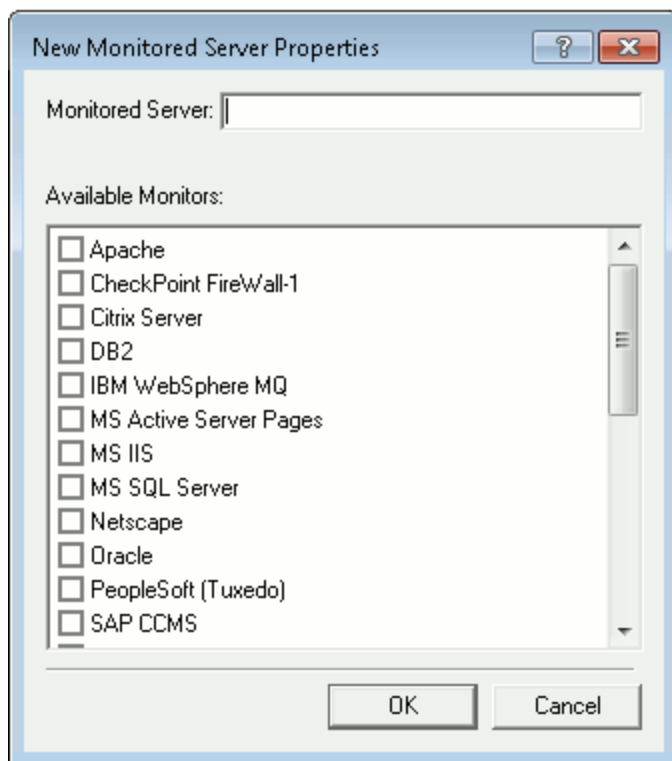 New Monitored Server Properties
?
Monitored Server:
Available Monitors:
Apache
CheckPoint FireWall-1
Citrix Server
DB2
IBM WebSphere MQ
MS Active Server Pages
MS IIS
MS SQL Server
Netscape
Oracle
PeopleSoft (Tuxedo)
SAP CCMS
OK Cancel